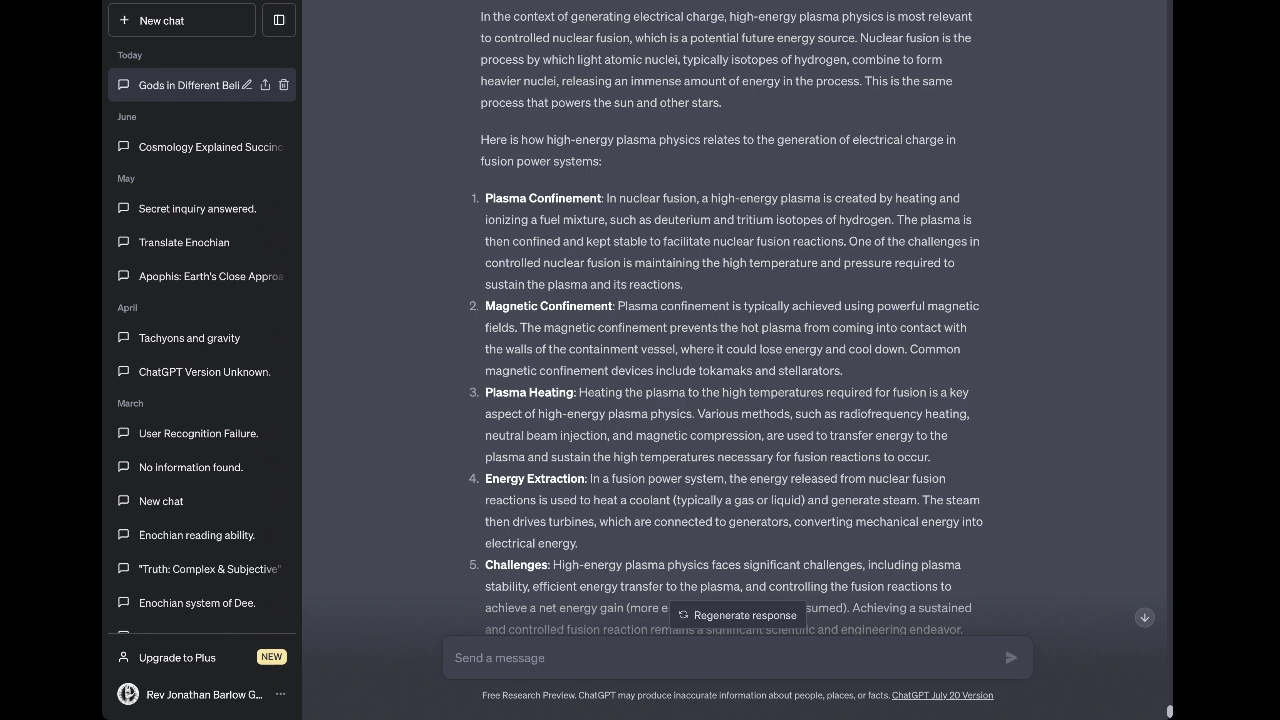 New chat
Today
Gods in Different Beli
June
Cosmology Explained Succinc
May
Secret inquiry answered.
Translate Enochian
Apophis: Earth's Close Approa
April
Tachyons and gravity
ChatGPT Version Unknown.
March
User Recognition Failure.
No information found.
New chat
Enochian reading ability.
"Truth: Complex & Subjective"
Enochian system of Dee.
Upgrade to Plus NEW
Rev Jonathan Barlow G...
In the context of generating electrical charge, high-energy plasma physics is most relevant
to controlled nuclear fusion, which is a potential future energy source. Nuclear fusion is the
process by which light atomic nuclei, typically isotopes of hydrogen, combine to form
heavier nuclei, releasing an immense amount of energy in the process. This is the same
process that powers the sun and other stars.
Here is how high-energy plasma physics relates to the generation of electrical charge in
fusion power systems:
1. Plasma Confinement: In nuclear fusion, a high-energy plasma is created by heating and
ionizing a fuel mixture, such as deuterium and tritium isotopes of hydrogen. The plasma is
then confined and kept stable to facilitate nuclear fusion reactions. One of the challenges in
controlled nuclear fusion is maintaining the high temperature and pressure required to
sustain the plasma and its reactions.
2. Magnetic Confinement: Plasma confinement is typically achieved using powerful magnetic
fields. The magnetic confinement prevents the hot plasma from coming into contact with
the walls of the containment vessel, where it could lose energy and cool down. Common
magnetic confinement devices include tokamaks and stellarators.
3. Plasma Heating: Heating the plasma to the high temperatures required for fusion is a key
aspect of high-energy plasma physics. Various methods, such as radiofrequency heating,
neutral beam injection, and magnetic compression, are used to transfer energy to the
plasma and sustain the high temperatures necessary for fusion reactions to occur.
4. Energy Extraction: In a fusion power system, the energy released from nuclear fusion
reactions is used to heat a coolant (typically a gas or liquid) and generate steam. The steam
then drives turbines, which are connected to generators, converting mechanical energy into
electrical energy.
5. Challenges: High-energy plasma physics faces significant challenges, including plasma
stability, efficient energy transfer to the plasma, and controlling the fusion reactions to
achieve a net energy gain (more e sumed). Achieving a sustained
Regenerate response
and controlled fusion reaction remains a significant scientific and engineering endeavor.
Send a message
Free Research Preview. ChatGPT may produce inaccurate information about people, places, or facts. ChatGPT July 20 Version